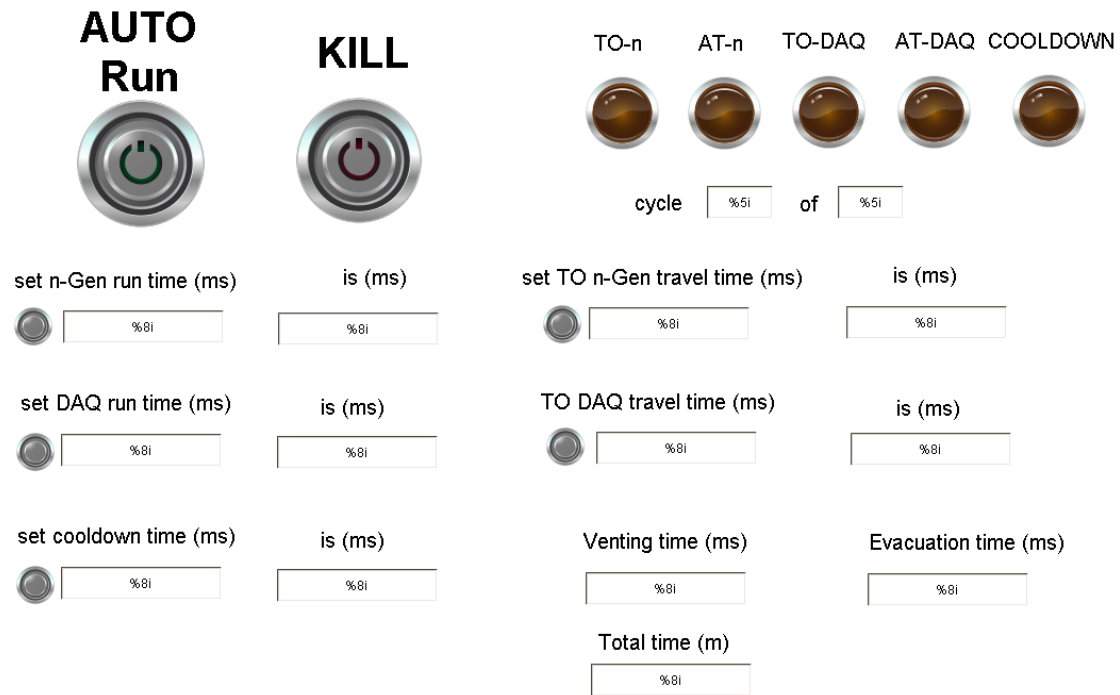 AUTO
Run
KILL
TO-n AT-n TO-DAQ AT-DAQ COOLDOWN
cycle %5i of %5i
set n-Gen run time (ms) is (ms) set TO n-Gen travel time (ms) is (ms)
%8i %8i %8i %8i
set DAQ run time (ms) is (ms) TO DAQ travel time (ms) is (ms)
%8i %8i %8i %8i
set cooldown time (ms) is (ms) Venting time (ms) Evacuation time (ms)
%8i %8i %8i %8i
Total time (m)
%8i